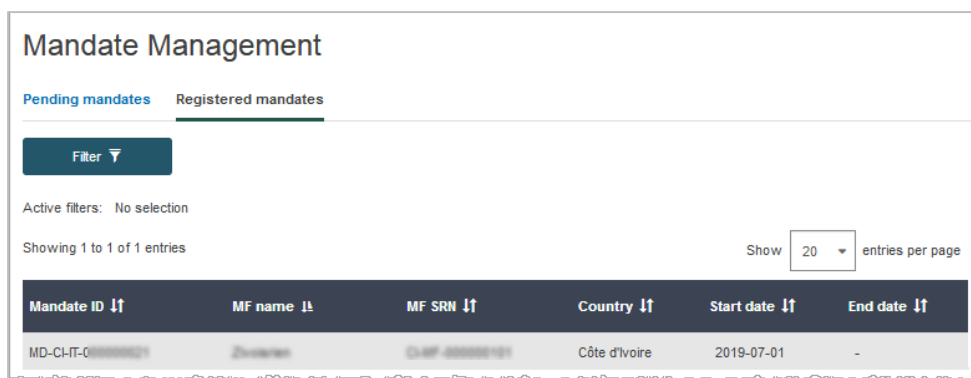 Mandate Management
Pending mandates Registered mandates
Filter
Active filters: No selection
Showing 1 to 1 of 1 entries
Show 20 entries per page
Mandate ID MF name MF SRN Country Start date End date
Côte d'Ivoire 2019-07-01 -